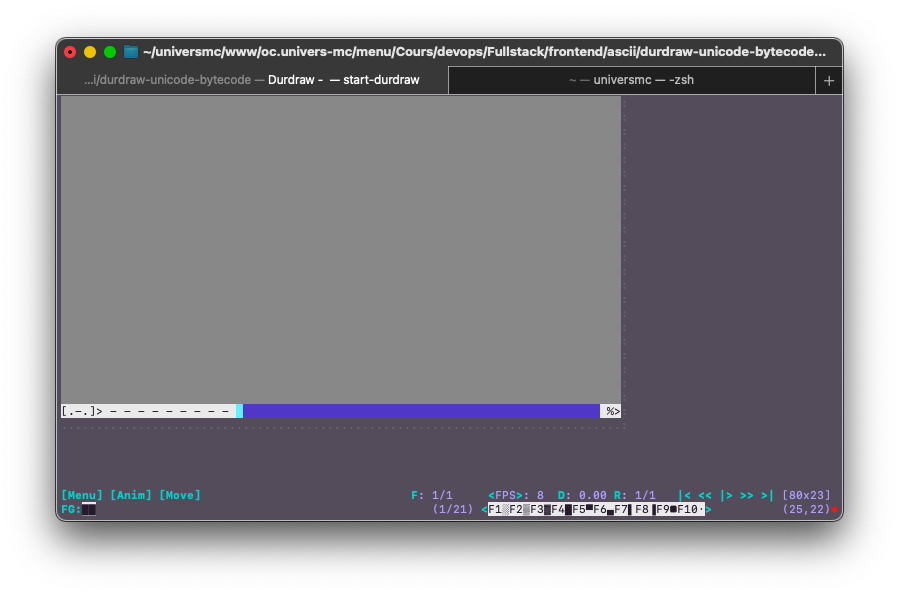 ~/universmc/www/oc.univers-mc/menu/Cours/devops/Fullstack/frontend/ascii/durdraw-unicode-bytecode...
...i/durdraw-unicode-bytecode — Durdraw - — start-durdraw
~ — universmc — -zsh
+
[.-.]> - - - - - - - - - %>
[Menu] [Anim] [Move] F: 1/1 <FPS>: 8 D: 0.00 R: 1/1 |< << |> >> >| [80x23]
FG:██ (1/21) <F1░F2▒F3▓F4█F5▀F6▄F7▌F8▐F9■F10·> (25,22)